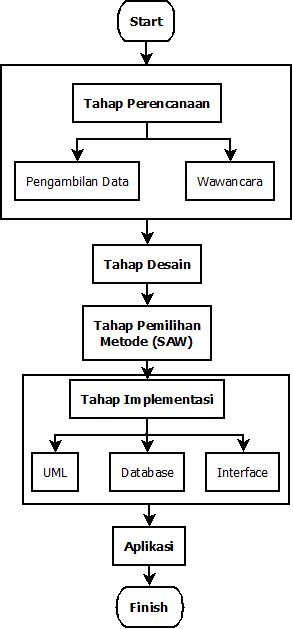 Start
Tahap Perencanaan
Pengambilan Data
Wawancara
Tahap Desain
Tahap Pemilihan
Metode (SAW)
Tahap Implementasi
UML
Database
Interface
Aplikasi
Finish